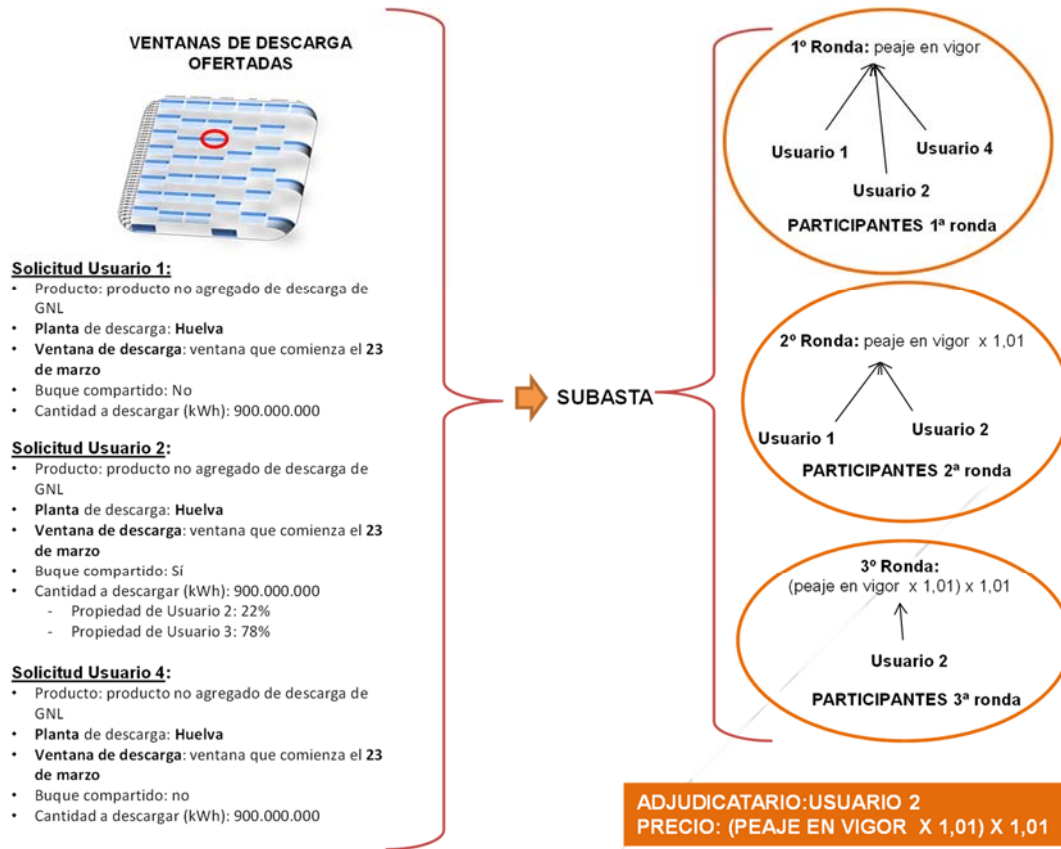 VENTANAS DE DESCARGA
OFERTADAS
Solicitud Usuario 1:
• Producto: producto no agregado de descarga de
GNL
• Planta de descarga: Huelva
• Ventana de descarga: ventana que comienza el 23
de marzo
• Buque compartido: No
• Cantidad a descargar (kWh): 900.000.000
Solicitud Usuario 2:
• Producto: producto no agregado de descarga de
GNL
• Planta de descarga: Huelva
• Ventana de descarga: ventana que comienza el 23
de marzo
• Buque compartido: Sí
• Cantidad a descargar (kWh): 900.000.000
- Propiedad de Usuario 2: 22%
- Propiedad de Usuario 3: 78%
Solicitud Usuario 4:
• Producto: producto no agregado de descarga de
GNL
• Planta de descarga: Huelva
• Ventana de descarga: ventana que comienza el 23
de marzo
• Buque compartido: no
• Cantidad a descargar (kWh): 900.000.000
SUBASTA
1º Ronda: peaje en vigor
Usuario 1
Usuario 4
Usuario 2
PARTICIPANTES 1ª ronda
2º Ronda: peaje en vigor x 1,01
Usuario 1
Usuario 2
PARTICIPANTES 2ª ronda
3º Ronda:
(peaje en vigor x 1,01) x 1,01
Usuario 2
PARTICIPANTES 3ª ronda
ADJUDICATARIO:USUARIO 2
PRECIO: (PEAJE EN VIGOR X 1,01) X 1,01